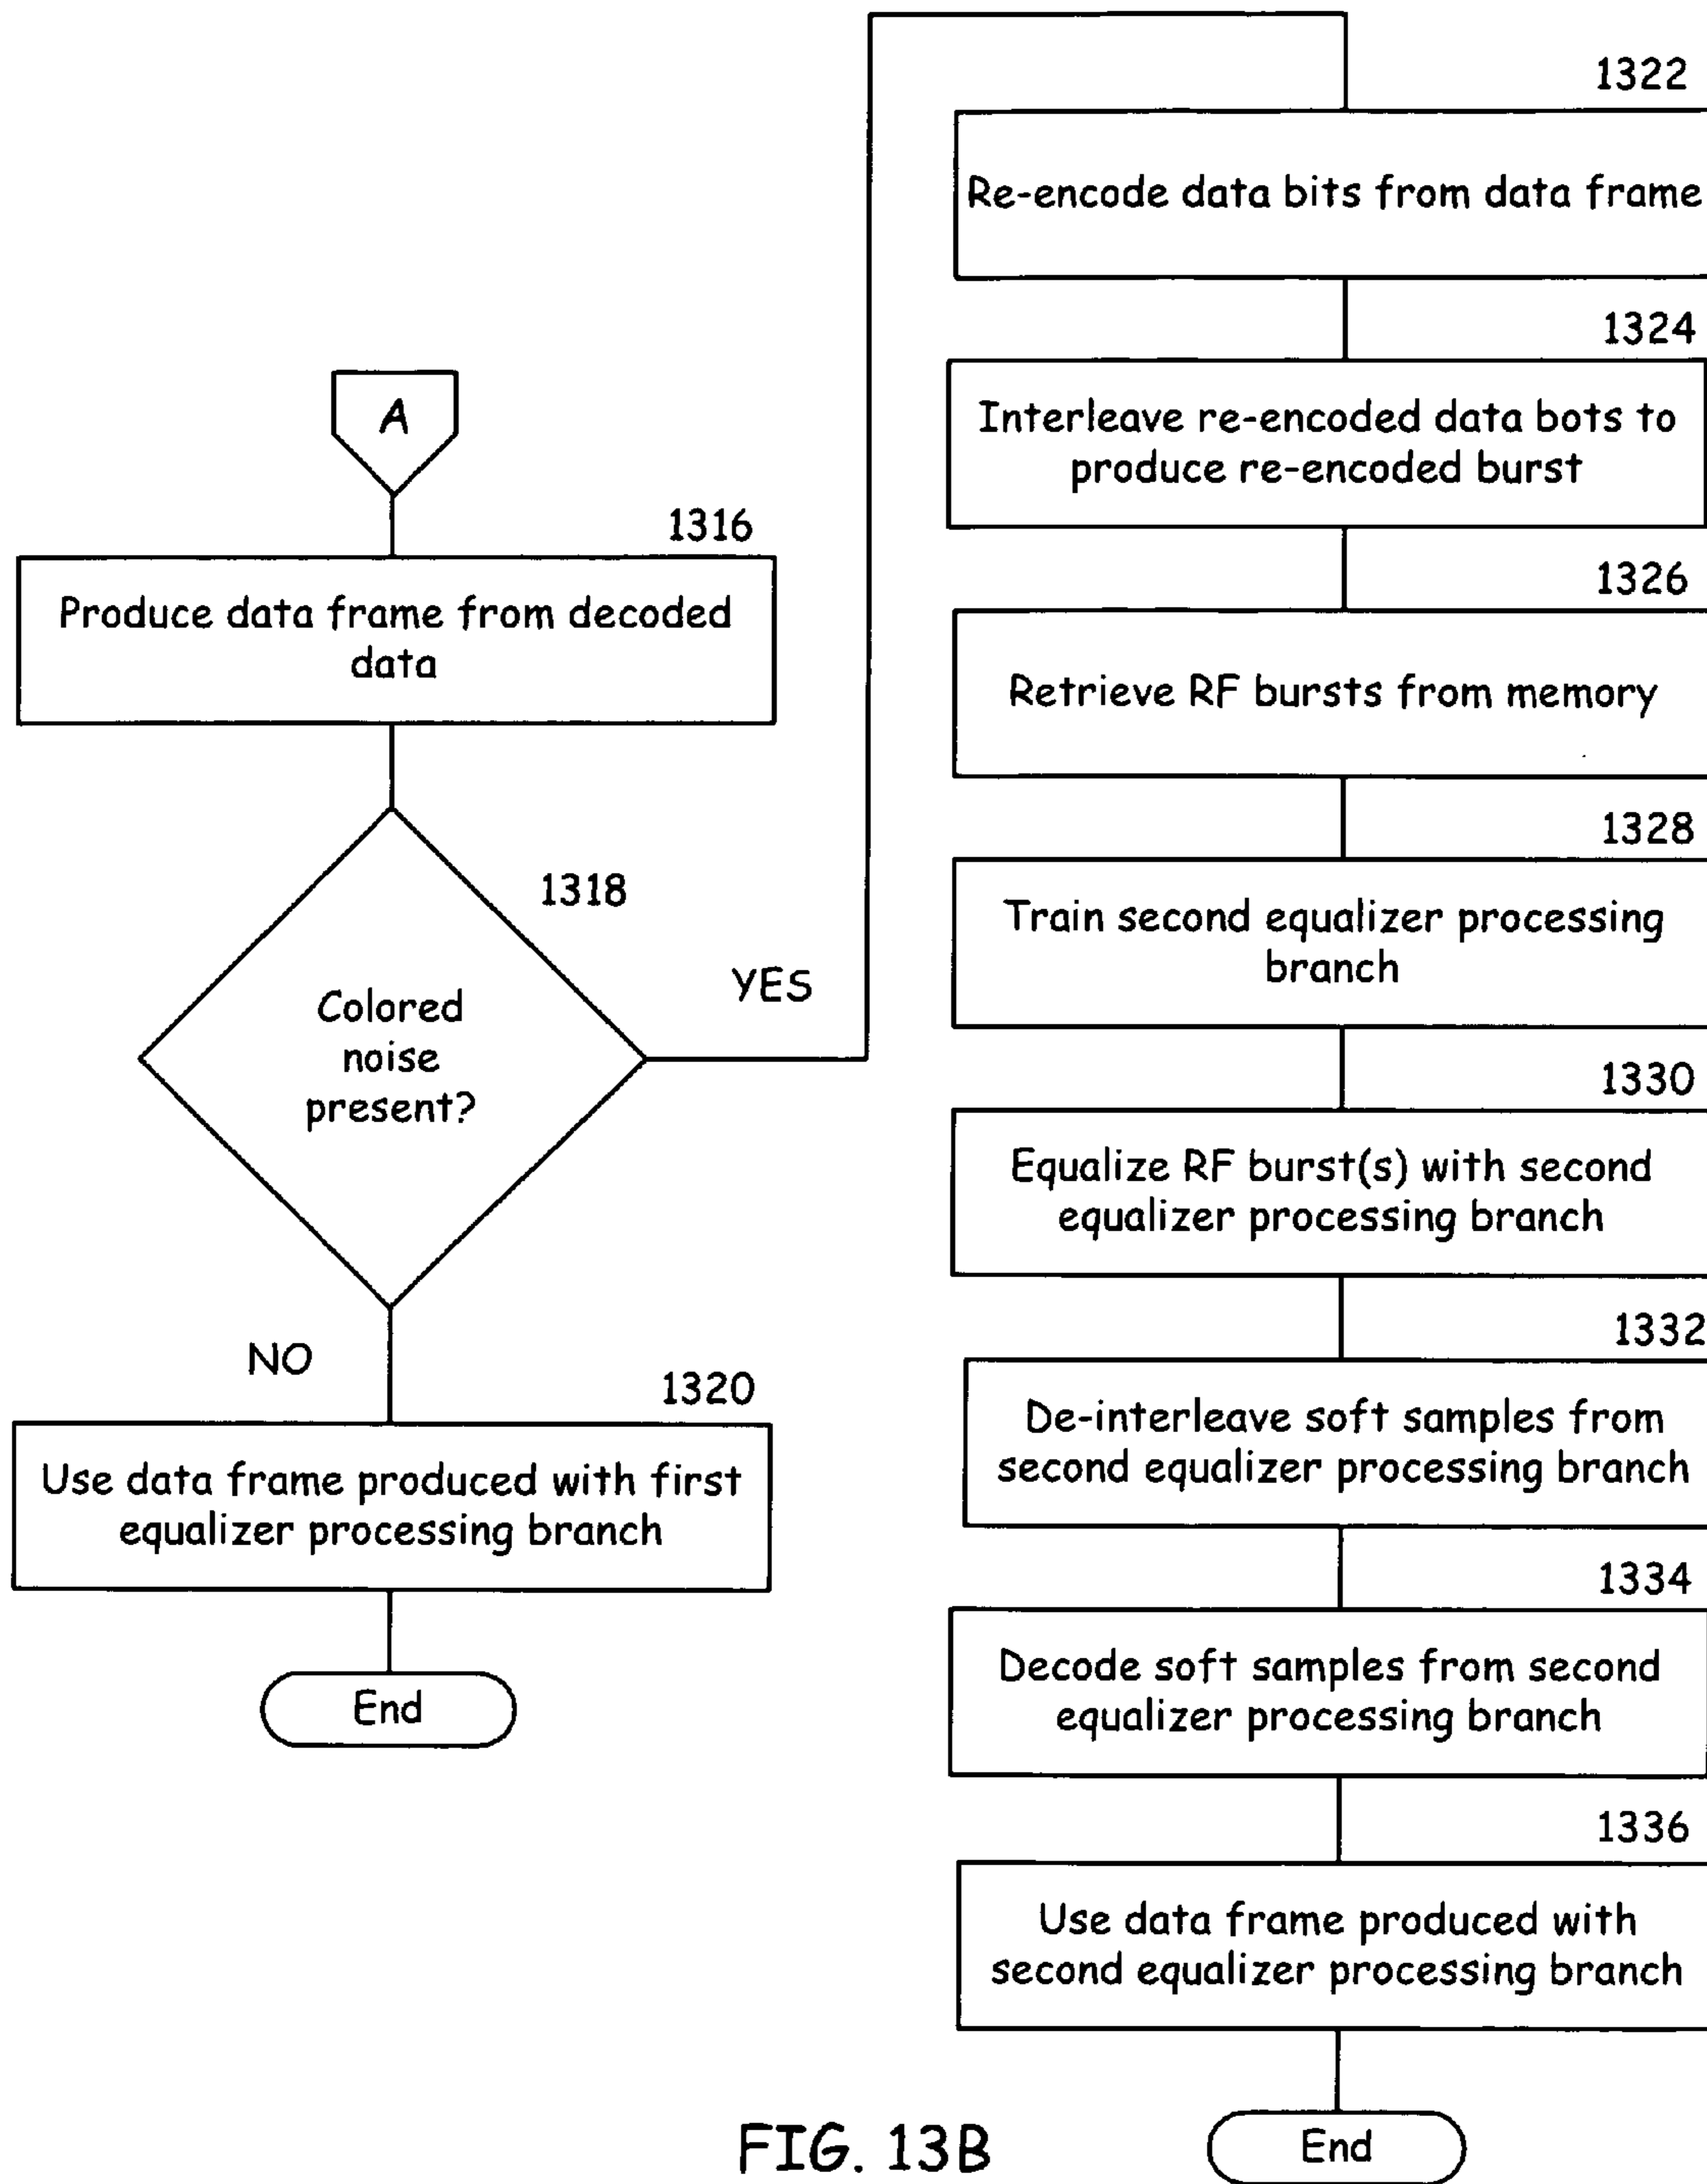 A
1316
Produce data frame from decoded
data
1318
Colored
noise
present?
YES
NO
1320
Use data frame produced with first
equalizer processing branch
End
1322
Re-encode data bits from data frame
1324
Interleave re-encoded data bots to
produce re-encoded burst
1326
Retrieve RF bursts from memory
1328
Train second equalizer processing
branch
1330
Equalize RF burst(s) with second
equalizer processing branch
1332
De-interleave soft samples from
second equalizer processing branch
1334
Decode soft samples from second
equalizer processing branch
1336
Use data frame produced with
second equalizer processing branch
End
FIG. 13B